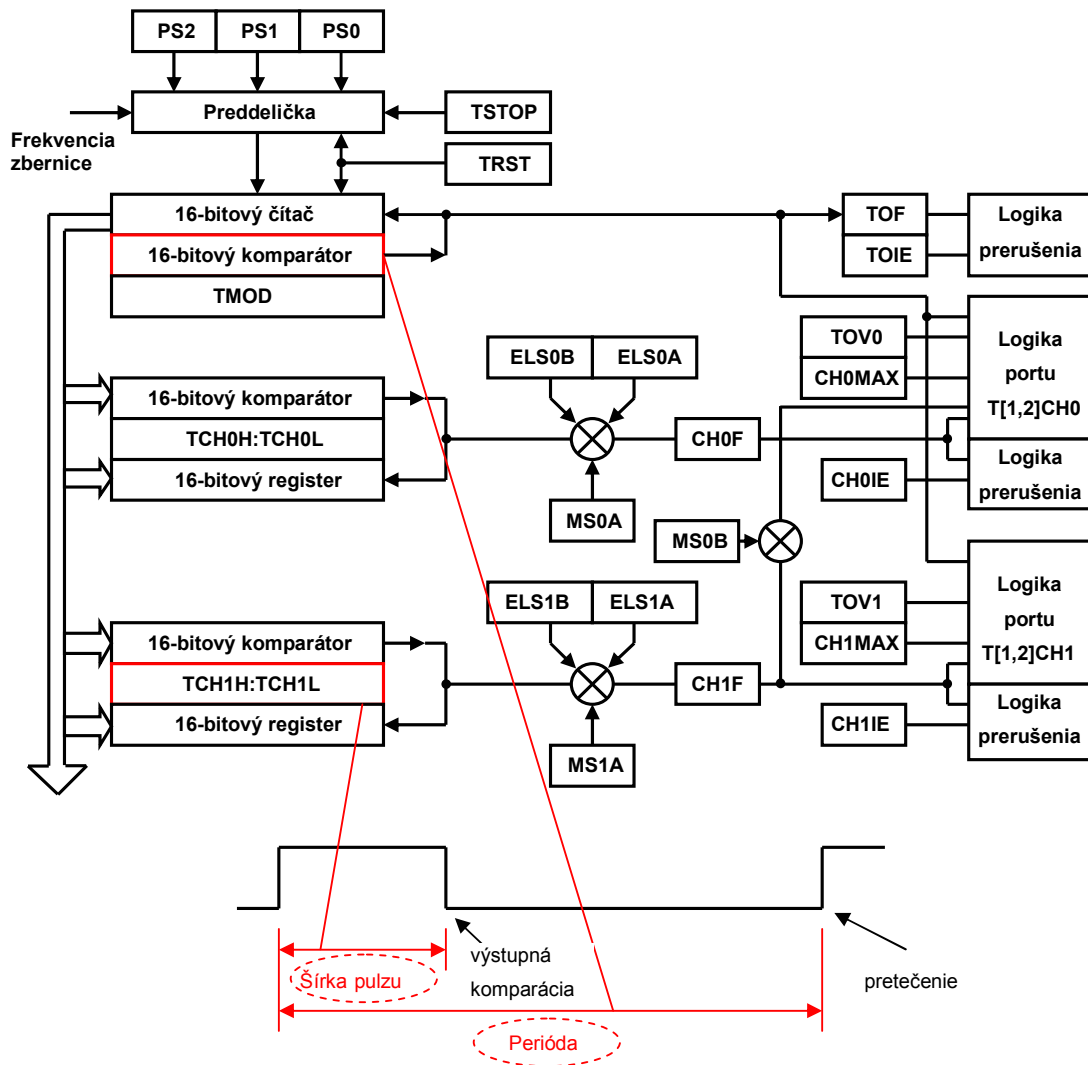 PS2 PS1 PS0
Preddelička
TSTOP
Frekvencia
zbernice
TRST
16-bitový čítač
TOF
Logika
prerušenia
16-bitový komparátor
TOIE
TMOD
TOV0
CH0MAX
Logika
portu
T[1,2]CH0
ELS0B ELS0A
16-bitový komparátor
TCH0H:TCH0L
16-bitový register
CH0F
CH0IE
Logika
prerušenia
MS0A
MS0B
ELS1B ELS1A
TOV1
CH1MAX
Logika
portu
T[1,2]CH1
16-bitový komparátor
TCH1H:TCH1L
16-bitový register
CH1F
CH1IE
Logika
prerušenia
MS1A
výstupná
komparácia
Šírka pulzu
pretečenie
Perióda